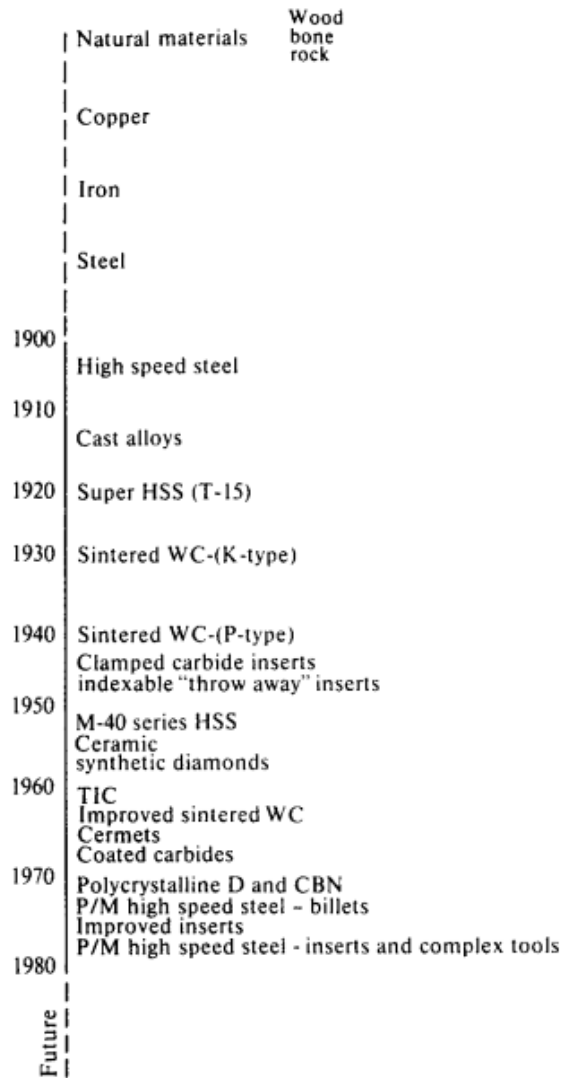 Natural materials
Wood
bone
rock
Copper
Iron
Steel
1900
High speed steel
1910
Cast alloys
1920 Super HSS (T-15)
1930 Sintered WC-(K-type)
1940 Sintered WC-(P-type)
Clamped carbide inserts
indexable "throw away" inserts
1950
M-40 series HSS
Ceramic
synthetic diamonds
1960
TIC
Improved sintered WC
Cermets
Coated carbides
1970
Polycrystalline D and CBN
P/M high speed steel – billets
Improved inserts
P/M high speed steel - inserts and complex tools
1980
Future